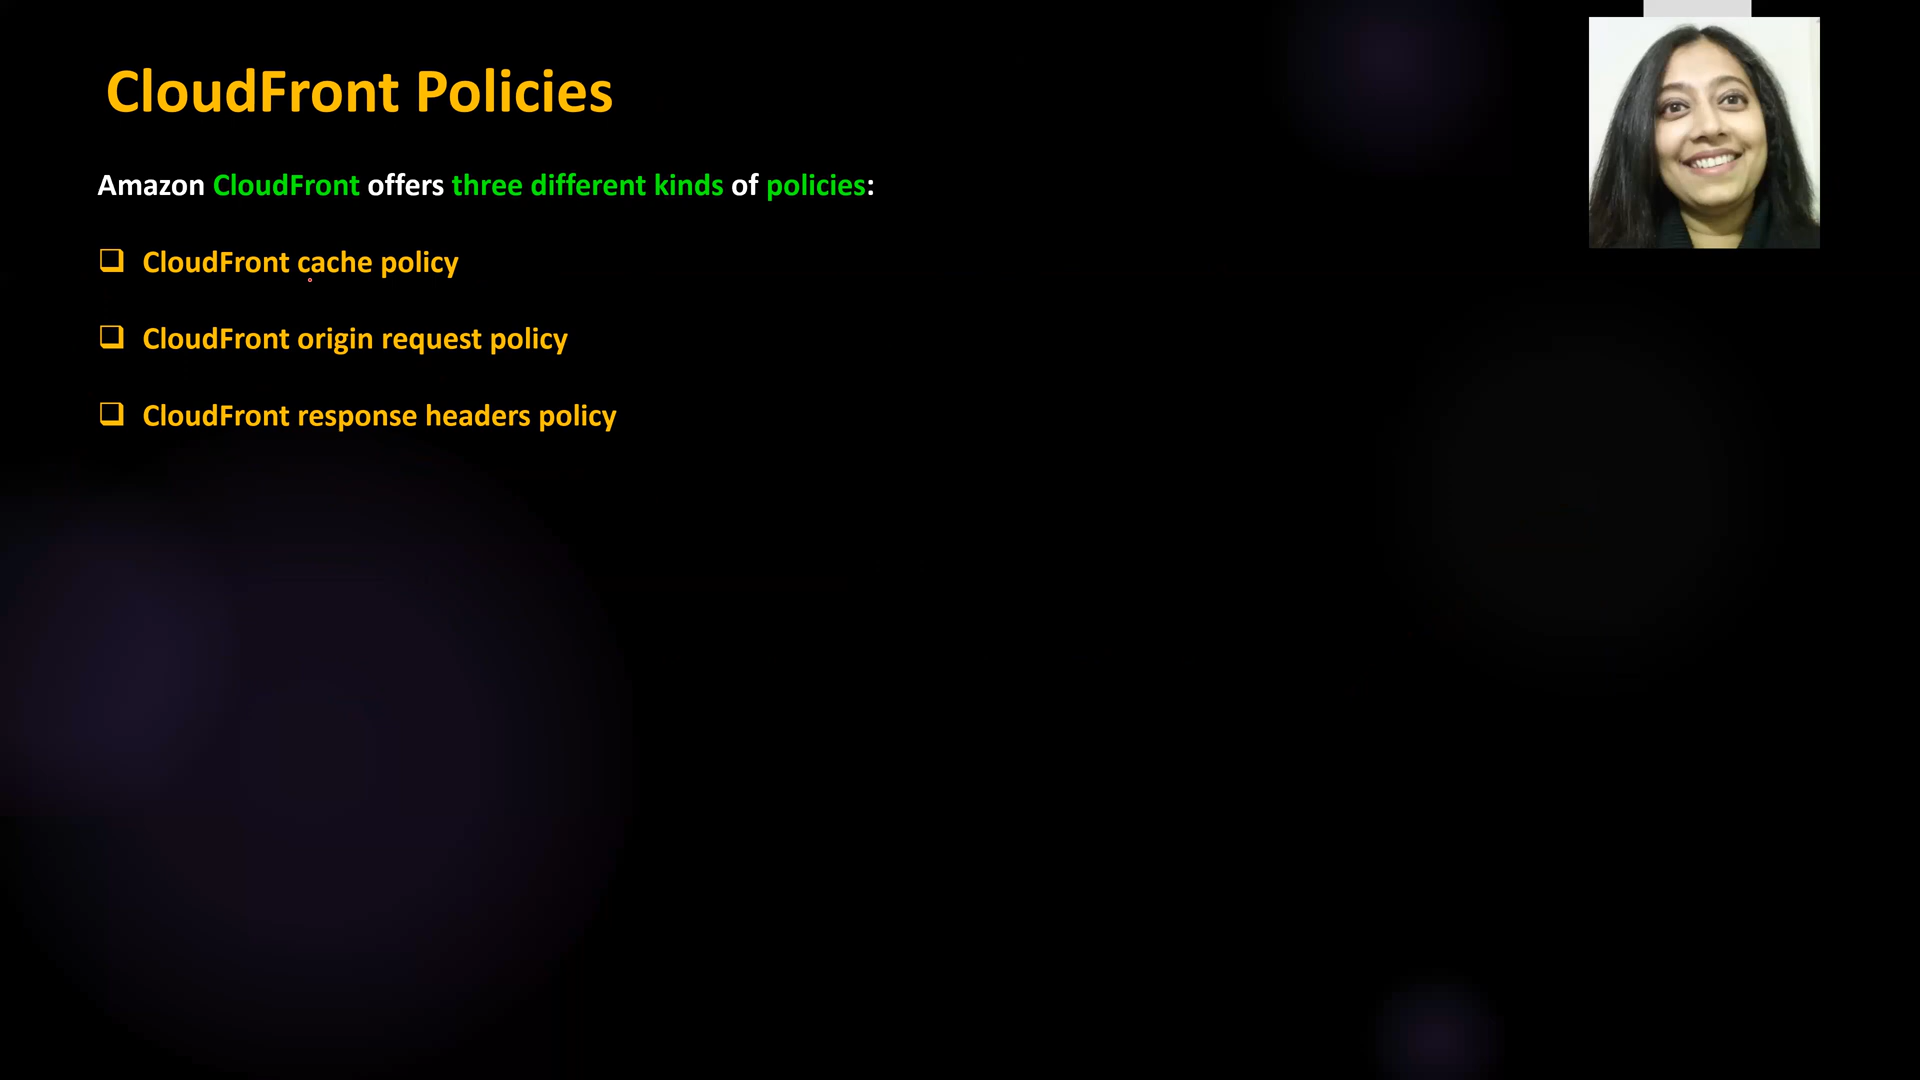 CloudFront Policies
Amazon CloudFront offers three different kinds of policies:
CloudFront cache policy
CloudFront origin request policy
CloudFront response headers policy